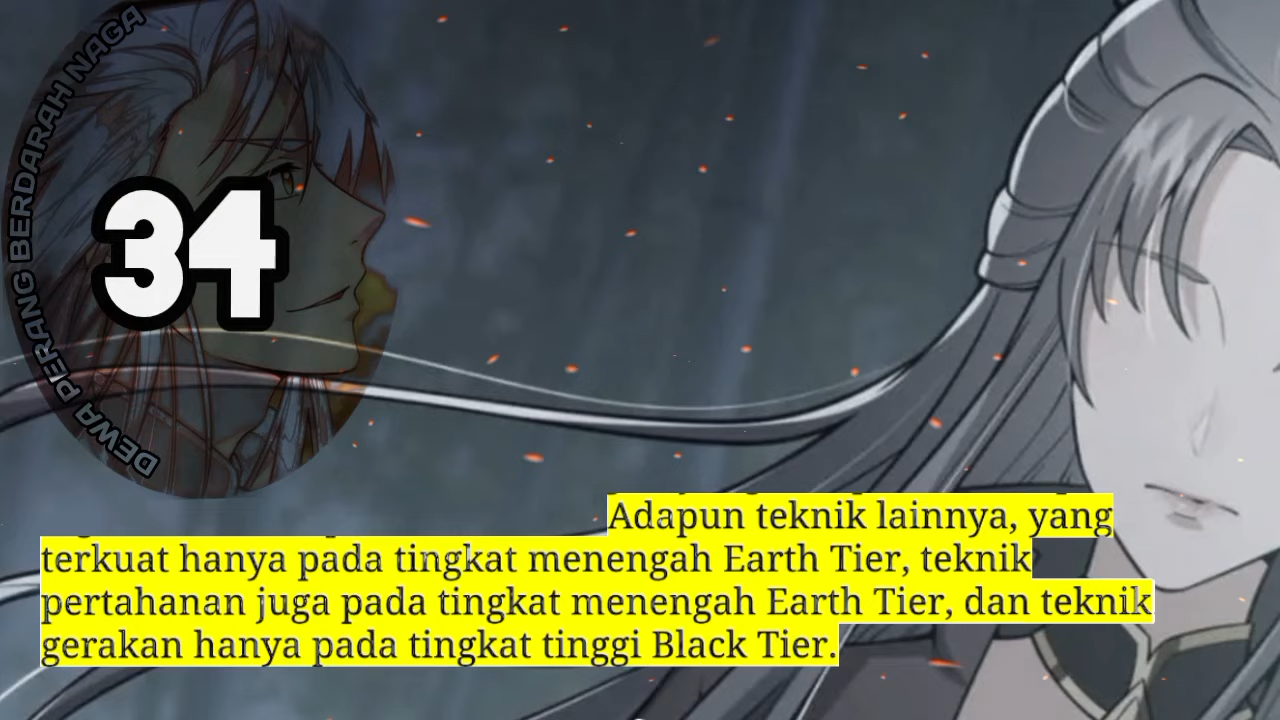 DEWA PERANG BERDARAH NAGA
34
Adapun teknik lainnya, yang
terkuat hanya pada tingkat menengah Earth Tier, teknik
pertahanan juga pada tingkat menengah Earth Tier, dan teknik
gerakan hanya pada tingkat tinggi Black Tier.